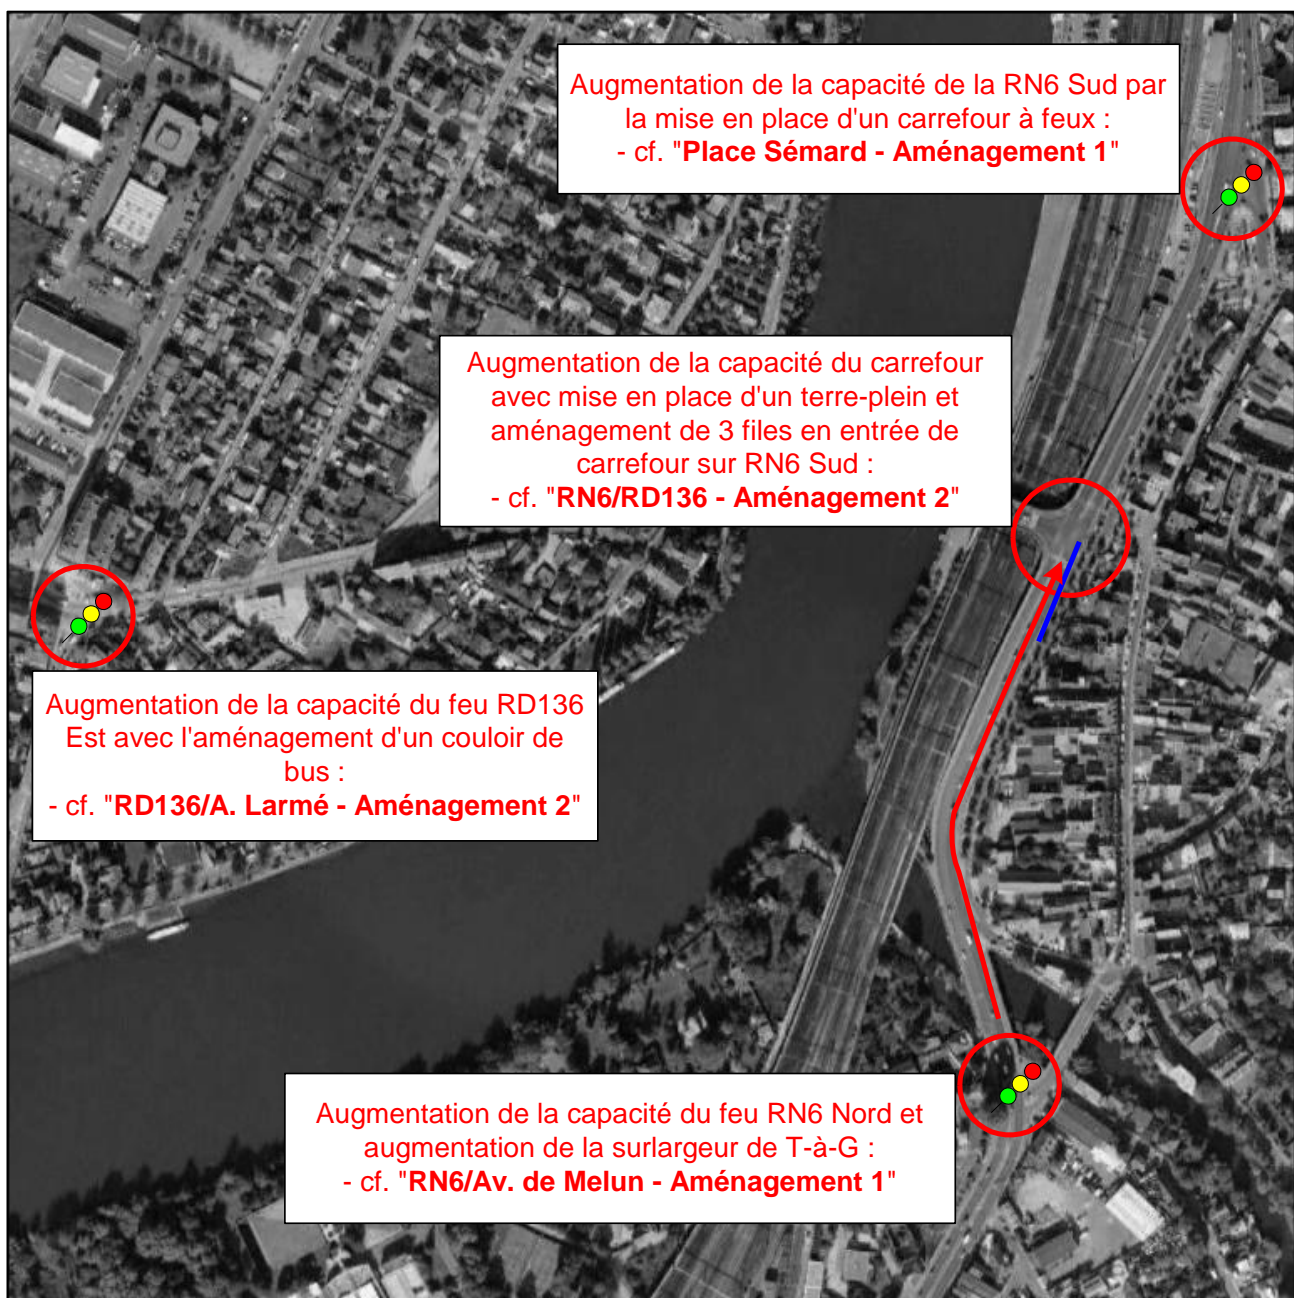 Augmentation de la capacité de la RN6 Sud par
la mise en place d'un carrefour à feux :
- cf. "Place Sémard - Aménagement 1"
Augmentation de la capacité du carrefour
avec mise en place d'un terre-plein et
aménagement de 3 files en entrée de
carrefour sur RN6 Sud :
- cf. "RN6/RD136 - Aménagement 2"
Augmentation de la capacité du feu RD136
Est avec l'aménagement d'un couloir de
bus :
- cf. "RD136/A. Larmé - Aménagement 2"
Augmentation de la capacité du feu RN6 Nord et
augmentation de la surlargeur de T-à-G :
- cf. "RN6/Av. de Melun - Aménagement 1"